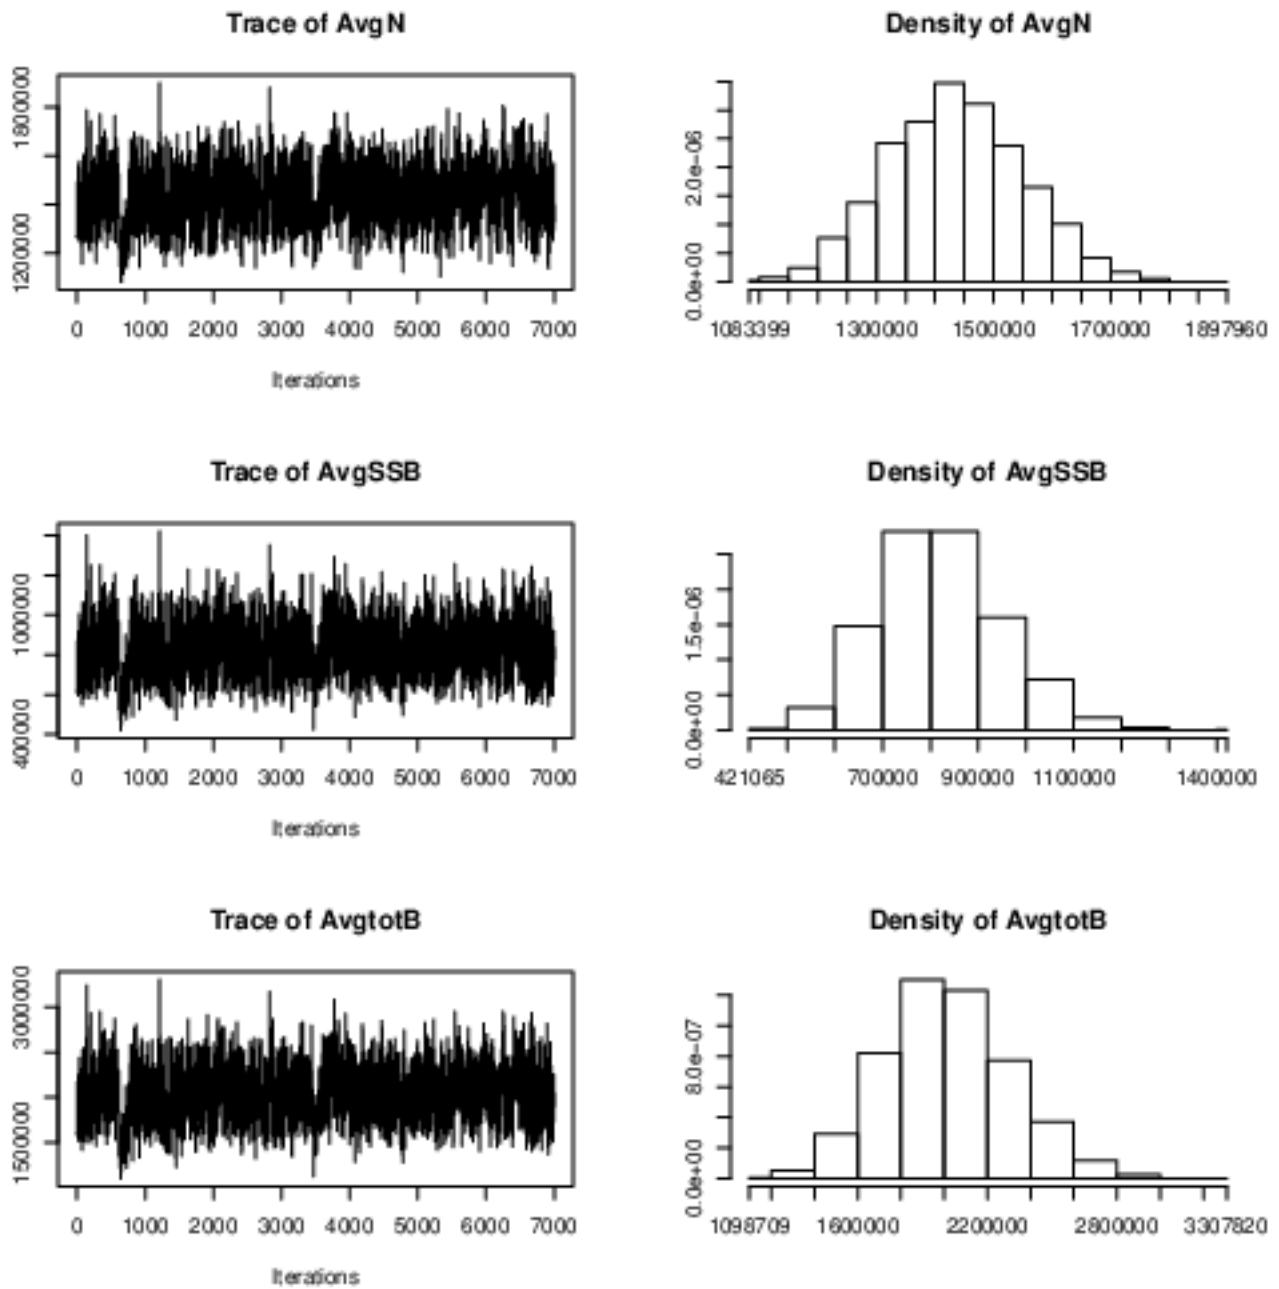 Trace of AvgN
Density of AvgN
1200000 1800000
0 1000 2000 3000 4000 5000 6000 7000
Iterations
0.0e+00 2.0e-06
1083399 1300000 1500000 1700000 1897960
Trace of AvgSSB
Density of AvgSSB
400000 1000000
0 1000 2000 3000 4000 5000 6000 7000
Iterations
0.0e+00 1.5e-06
421065 700000 900000 1100000 1400000
Trace of AvgtotB
Density of AvgtotB
1500000 3000000
0 1000 2000 3000 4000 5000 6000 7000
Iterations
0.0e+00 8.0e-07
1098709 1600000 2200000 2800000 3307820